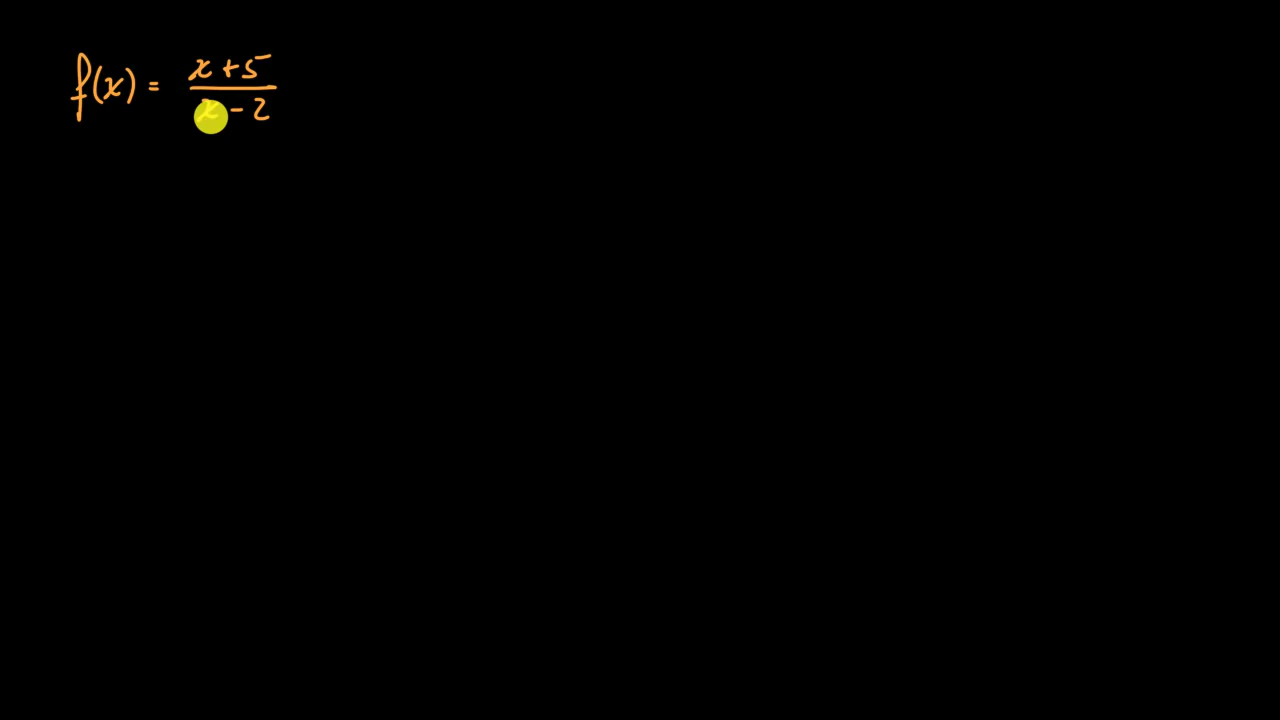 f(x) = (x + 5)/(x - 2)